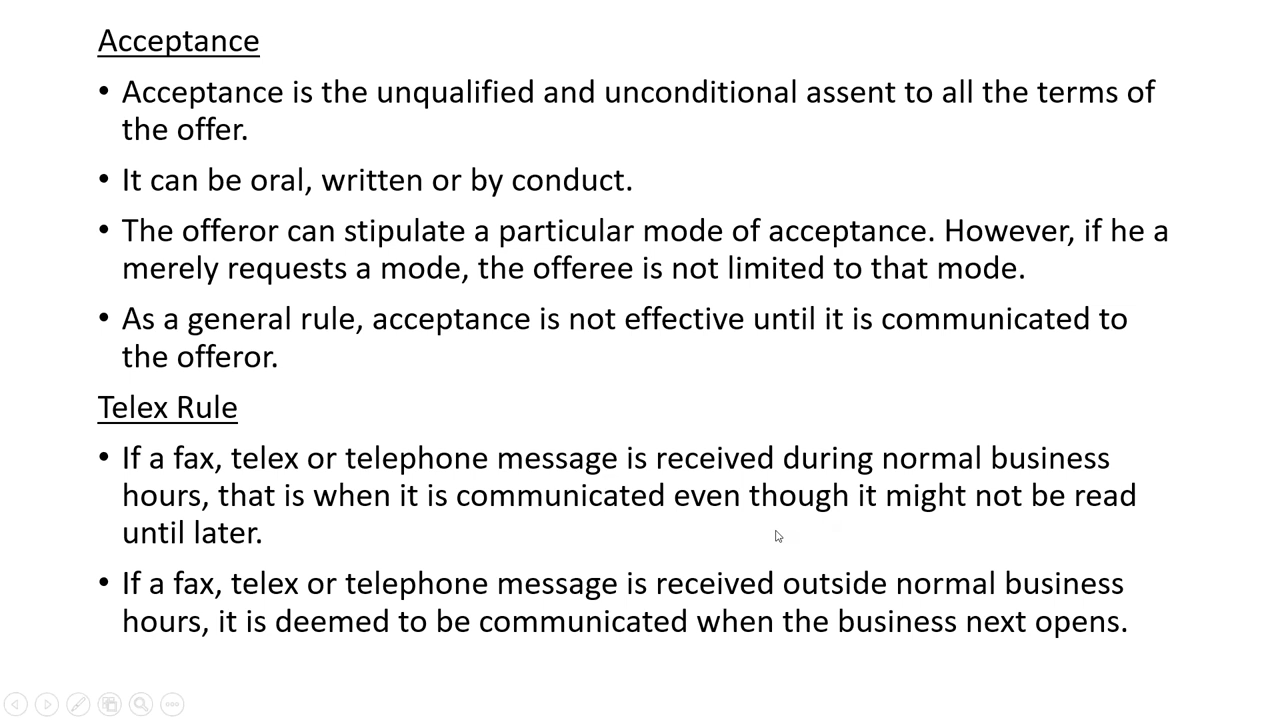 Acceptance
• Acceptance is the unqualified and unconditional assent to all the terms of
the offer.
• It can be oral, written or by conduct.
• The offeror can stipulate a particular mode of acceptance. However, if he a
merely requests a mode, the offeree is not limited to that mode.
• As a general rule, acceptance is not effective until it is communicated to
the offeror.
Telex Rule
• If a fax, telex or telephone message is received during normal business
hours, that is when it is communicated even though it might not be read
until later.
• If a fax, telex or telephone message is received outside normal business
hours, it is deemed to be communicated when the business next opens.